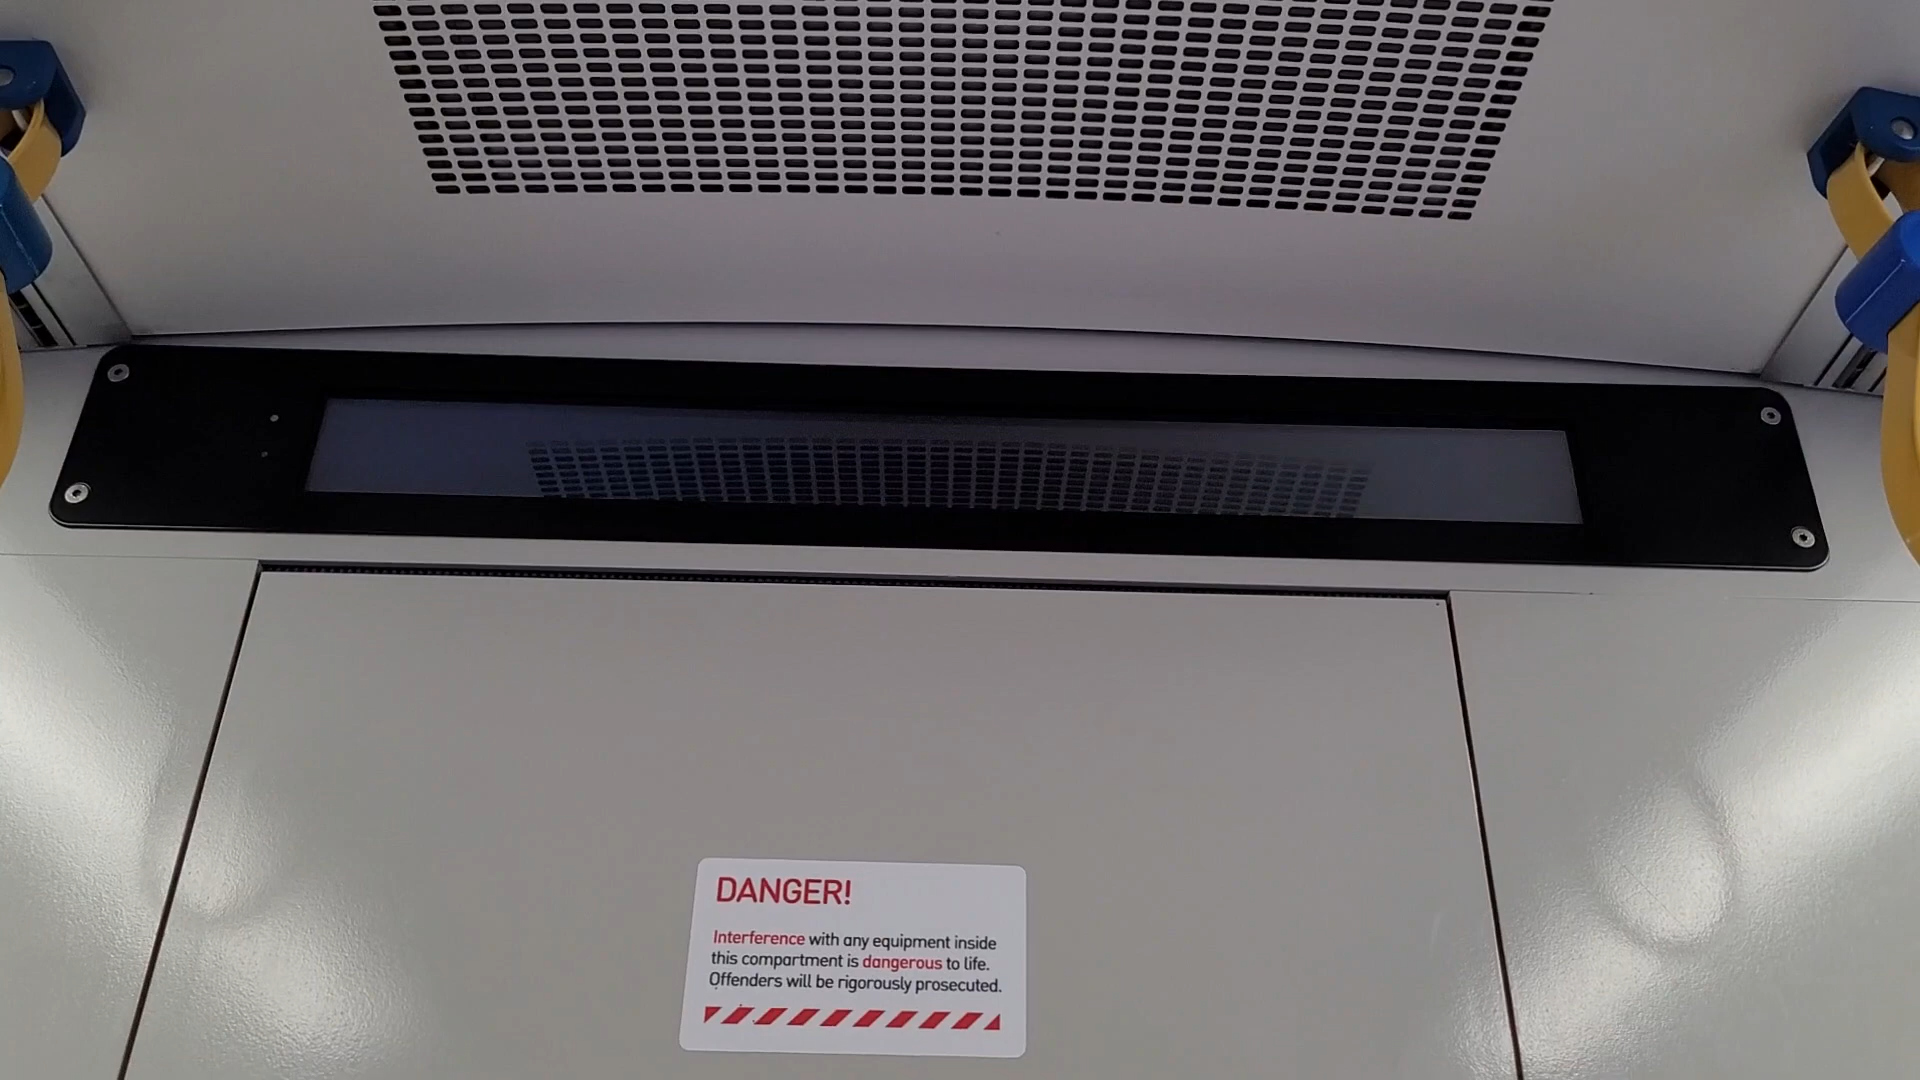 DANGER!
Interference with any equipment inside
this compartment is dangerous to life.
Offenders will be rigorously prosecuted.